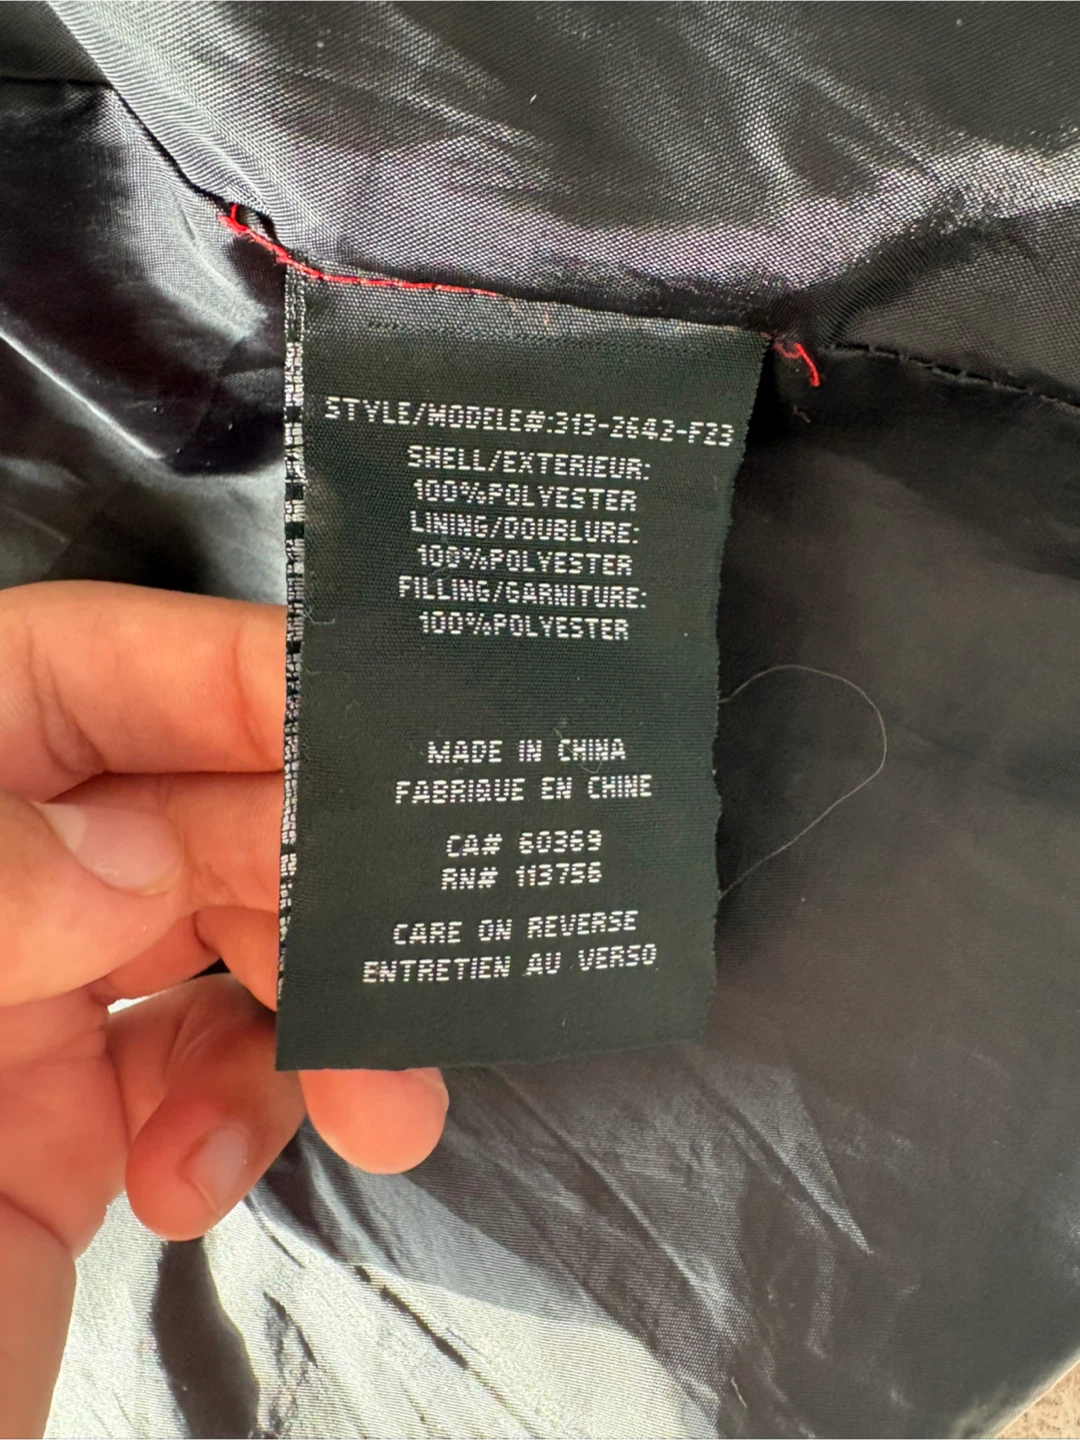 STYLE/MODELE#:313-2642-F23
SHELL/EXTERIEUR:
100%POLYESTER
LINING/DOUBLURE:
100%POLYESTER
FILLING/GARNITURE:
100%POLYESTER
MADE IN CHINA
FABRIQUE EN CHINE
CA# 60369
RN# 113756
CARE ON REVERSE
ENTRETIEN AU VERSO